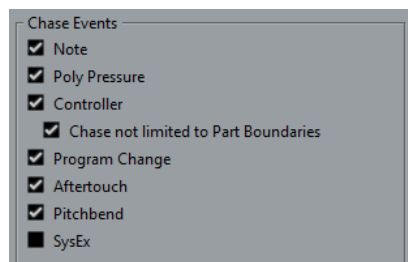 Chase Events
Note
Poly Pressure
Controller
Chase not limited to Part Boundaries
Program Change
Aftertouch
Pitchbend
SysEx